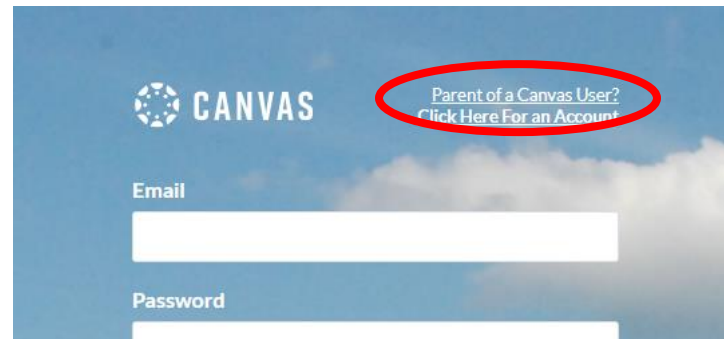 CANVAS
Parent of a Canvas User?
Click Here For an Account
Email
Password